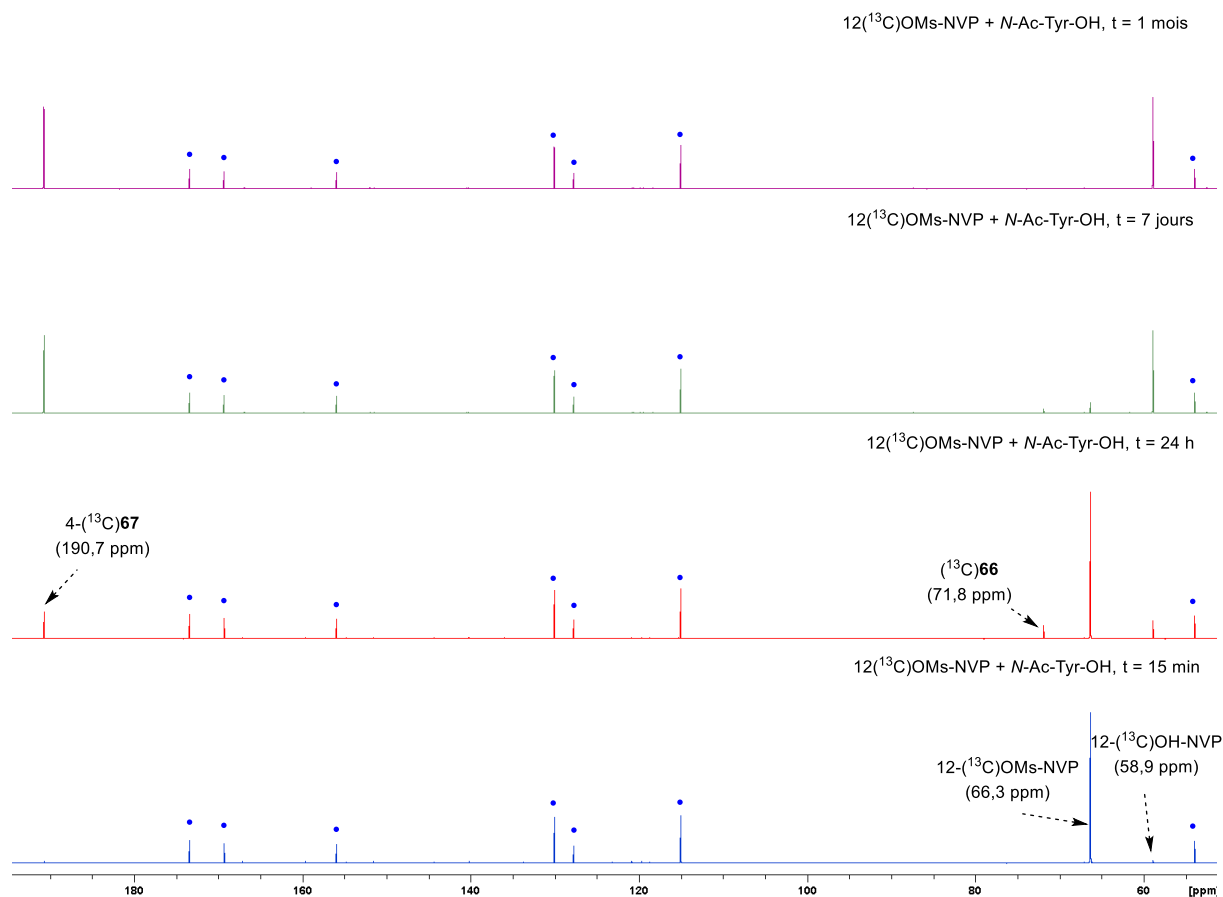 12(¹³C)OMs-NVP + N-Ac-Tyr-OH, t = 1 mois
12(¹³C)OMs-NVP + N-Ac-Tyr-OH, t = 7 jours
12(¹³C)OMs-NVP + N-Ac-Tyr-OH, t = 24 h
4-(¹³C)67
(190,7 ppm)
(¹³C)66
(71,8 ppm)
12(¹³C)OMs-NVP + N-Ac-Tyr-OH, t = 15 min
12-(¹³C)OMs-NVP
(66,3 ppm)
12-(¹³C)OH-NVP
(58,9 ppm)
180 160 140 120 100 80 60 [ppm]